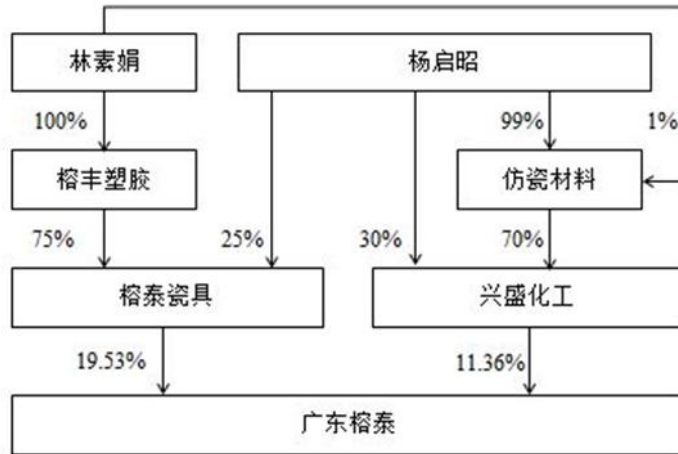 林素娟
杨启昭
100%
99%
1%
榕丰塑胶
仿瓷材料
75%
25%
30%
70%
榕泰瓷具
兴盛化工
19.53%
11.36%
广东榕泰